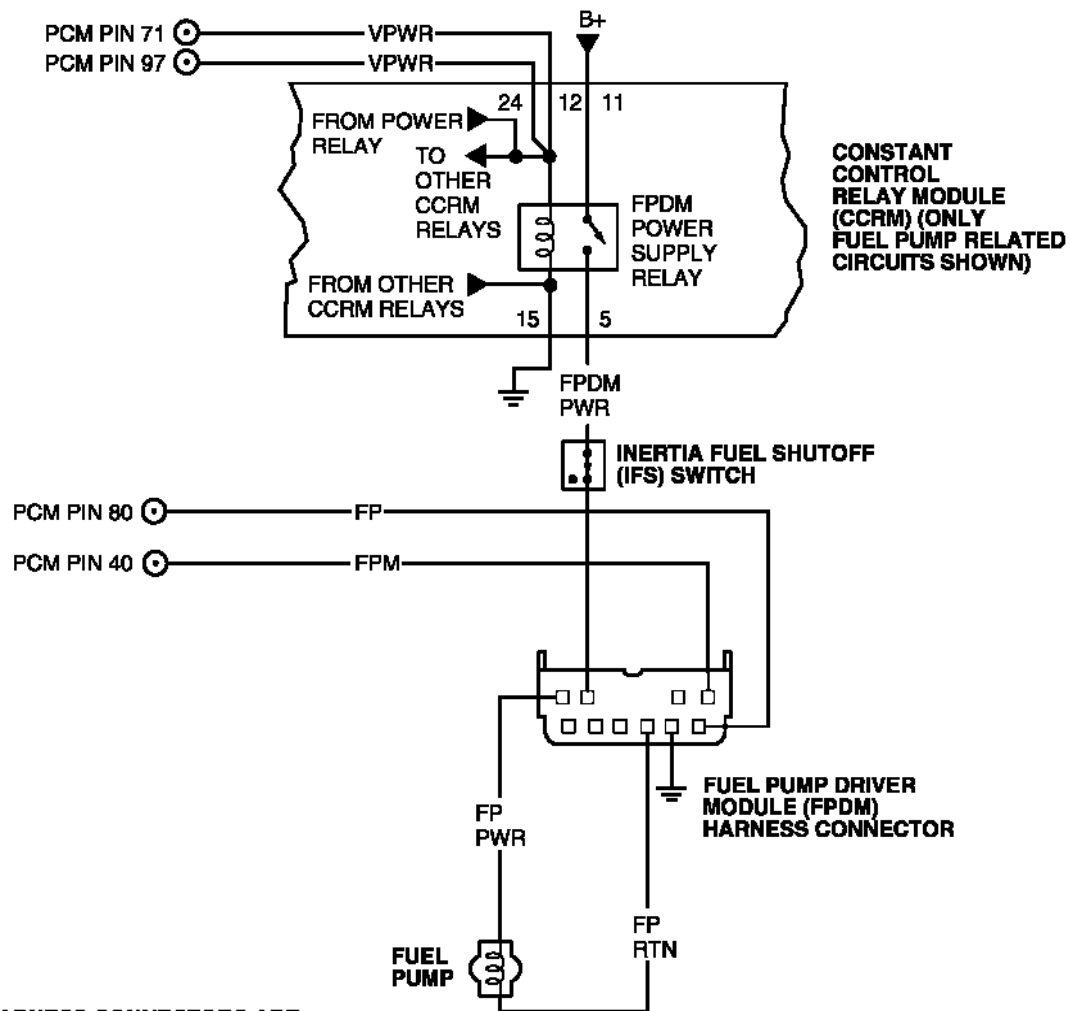 PCM PIN 71
VPWR
B+
PCM PIN 97
VPWR
24
12
11
FROM POWER
RELAY
TO
OTHER
CCRM
RELAYS
FPDM
POWER
SUPPLY
RELAY
CONSTANT
CONTROL
RELAY MODULE
(CCRM) (ONLY
FUEL PUMP RELATED
CIRCUITS SHOWN)
FROM OTHER
CCRM RELAYS
15
5
FPDM
PWR
INERTIA FUEL SHUTOFF
(IFS) SWITCH
PCM PIN 80
FP
PCM PIN 40
FPM
FUEL PUMP DRIVER
MODULE (FPDM)
HARNESS CONNECTOR
FP
PWR
FP
RTN
FUEL
PUMP